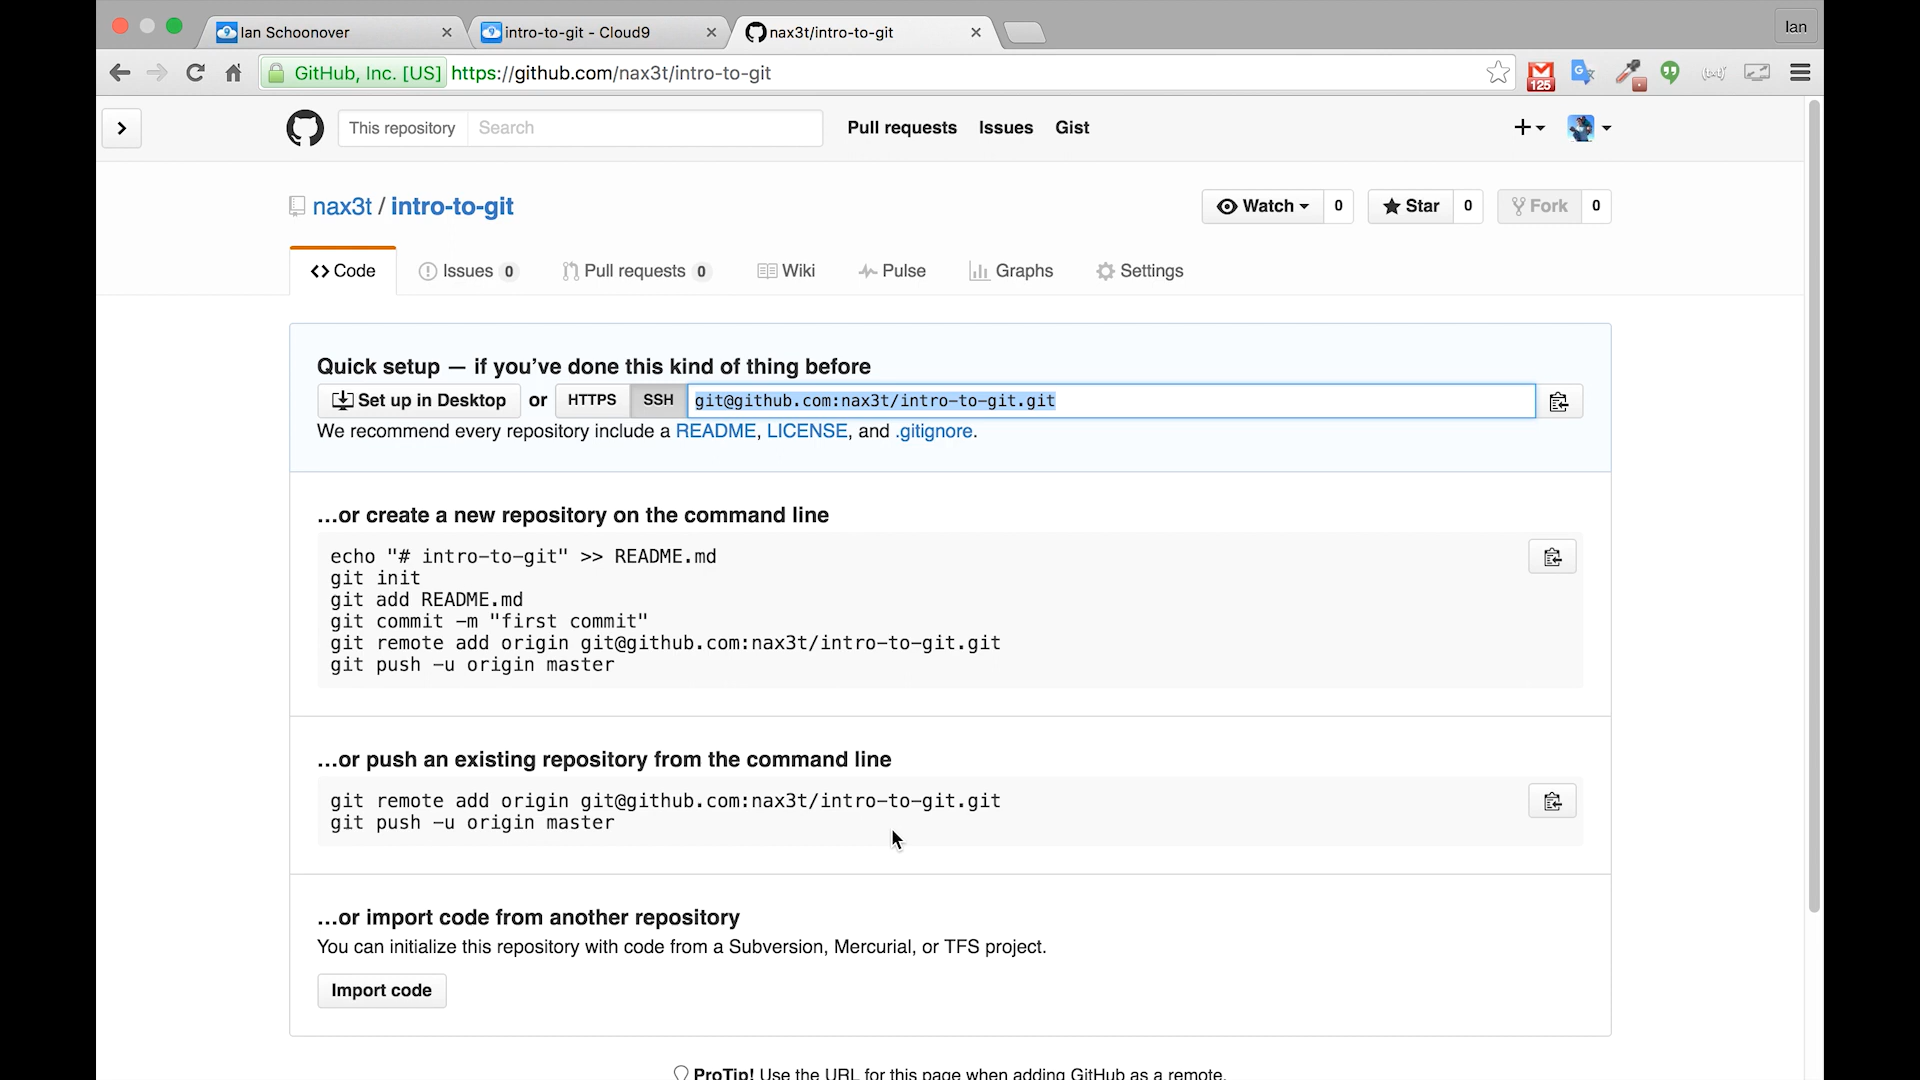 Ian Schoonover
intro-to-git - Cloud9
nax3t/intro-to-git
Ian
GitHub, Inc. [US] https://github.com/nax3t/intro-to-git
125
This repository Search Pull requests Issues Gist
nax3t / intro-to-git
Watch 0 Star 0 Fork 0
Code Issues 0 Pull requests 0 Wiki Pulse Graphs Settings
Quick setup — if you’ve done this kind of thing before
Set up in Desktop or HTTPS SSH git@github.com:nax3t/intro-to-git.git
We recommend every repository include a README, LICENSE, and .gitignore.
…or create a new repository on the command line
echo "# intro-to-git" >> README.md
git init
git add README.md
git commit -m "first commit"
git remote add origin git@github.com:nax3t/intro-to-git.git
git push -u origin master
…or push an existing repository from the command line
git remote add origin git@github.com:nax3t/intro-to-git.git
git push -u origin master
…or import code from another repository
You can initialize this repository with code from a Subversion, Mercurial, or TFS project.
Import code
ProTip! Use the URL for this page when adding GitHub as a remote.